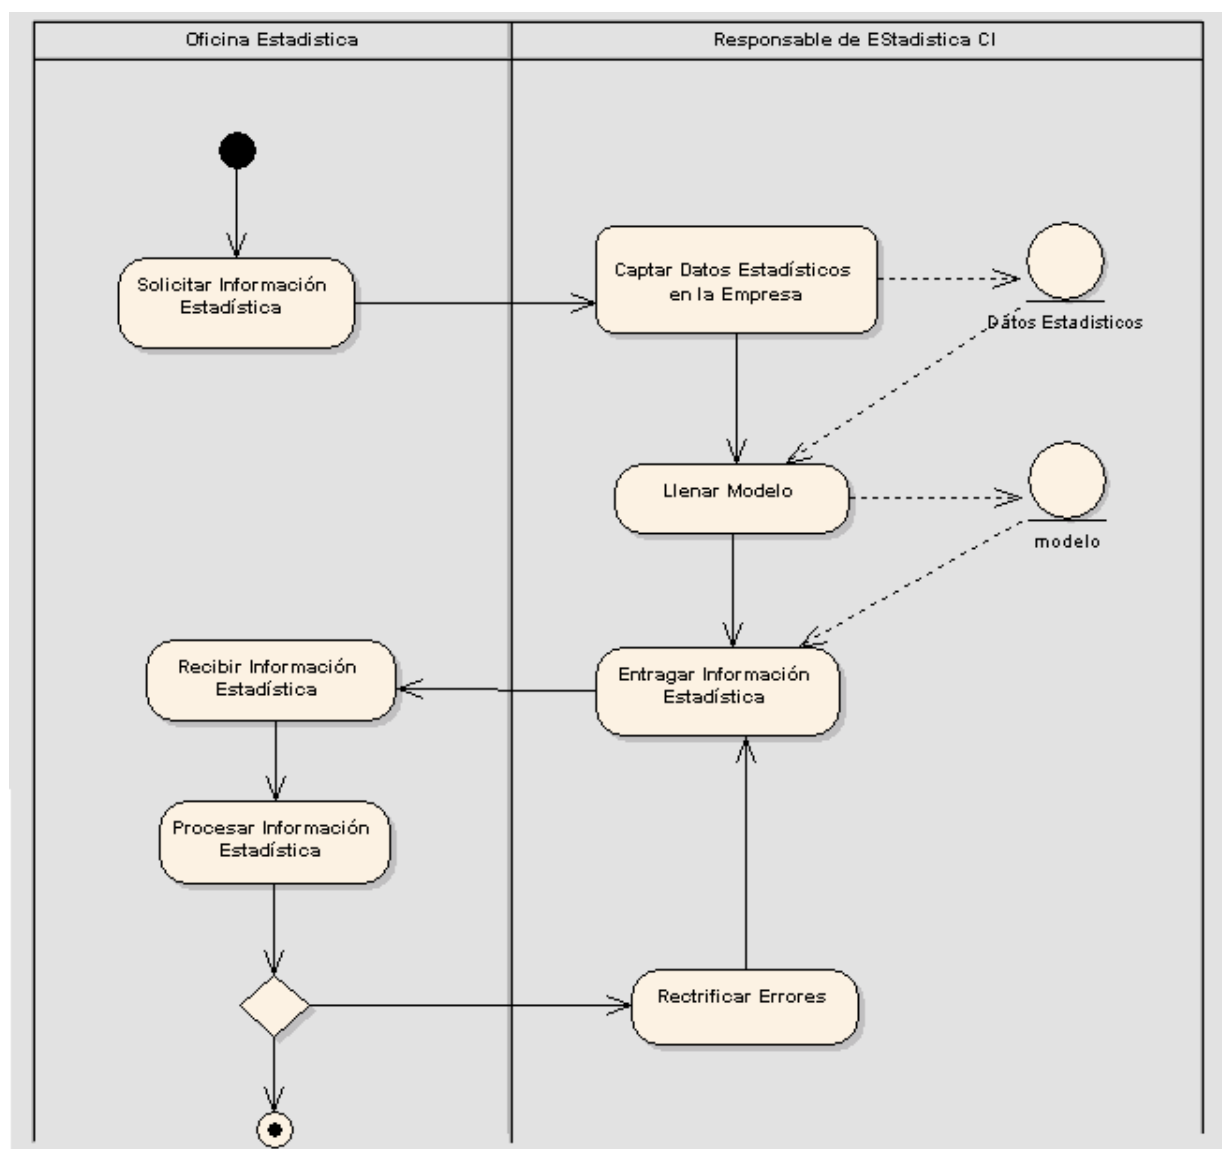 Oficina Estadistica
Responsable de EStadistica CI
Solicitar Información
Estadística
Captar Datos Estadísticos
en la Empresa
Dátos Estadisticos
Llenar Modelo
modelo
Recibir Información
Estadística
Entragar Información
Estadística
Procesar Información
Estadística
Rectrificar Errores